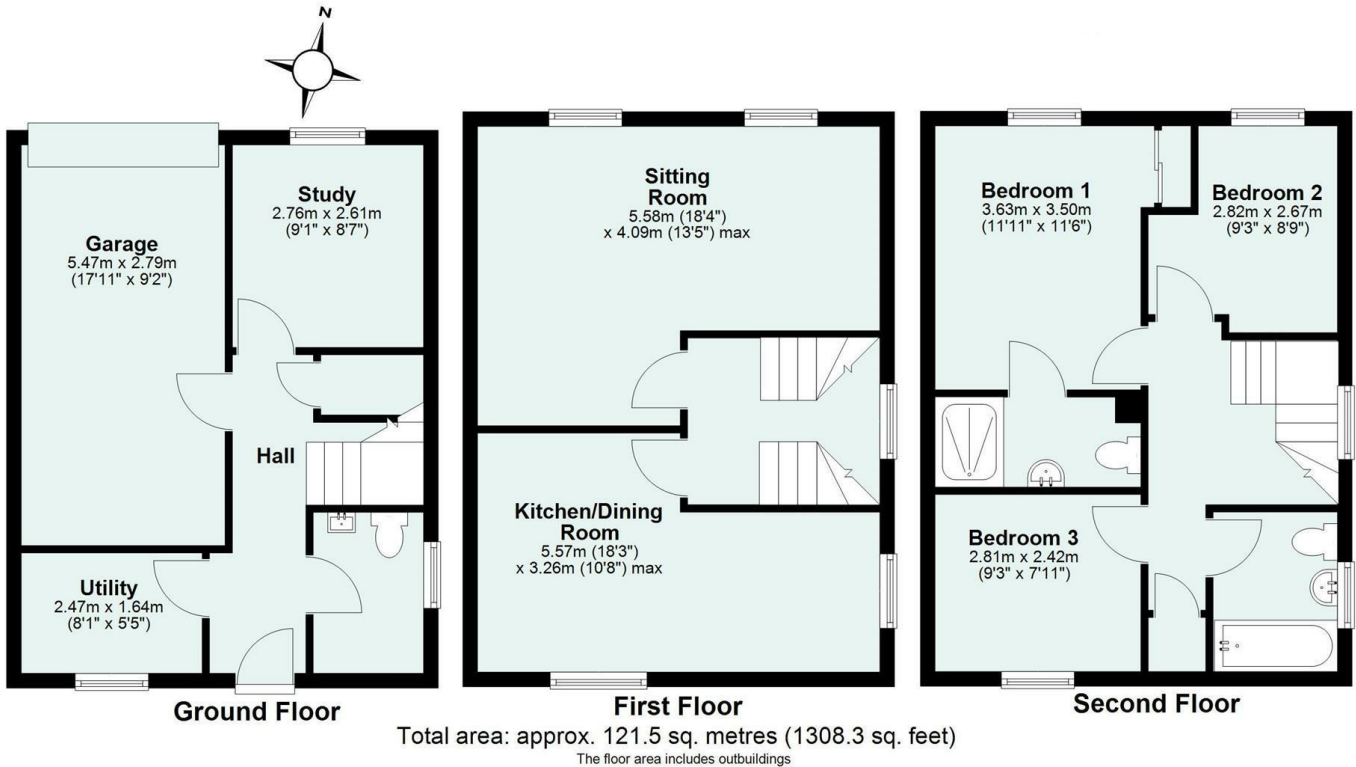 N
Study
2.76m x 2.61m
(9'1" x 8'7")
Garage
5.47m x 2.79m
(17'11" x 9'2")
Hall
Utility
2.47m x 1.64m
(8'1" x 5'5")
Ground Floor
Sitting
Room
5.58m (18'4")
x 4.09m (13'5") max
Kitchen/Dining
Room
5.57m (18'3")
x 3.26m (10'8") max
First Floor
Bedroom 1
3.63m x 3.50m
(11'11" x 11'6")
Bedroom 2
2.82m x 2.67m
(9'3" x 8'9")
Bedroom 3
2.81m x 2.42m
(9'3" x 7'11")
Second Floor
Total area: approx. 121.5 sq. metres (1308.3 sq. feet)
The floor area includes outbuildings